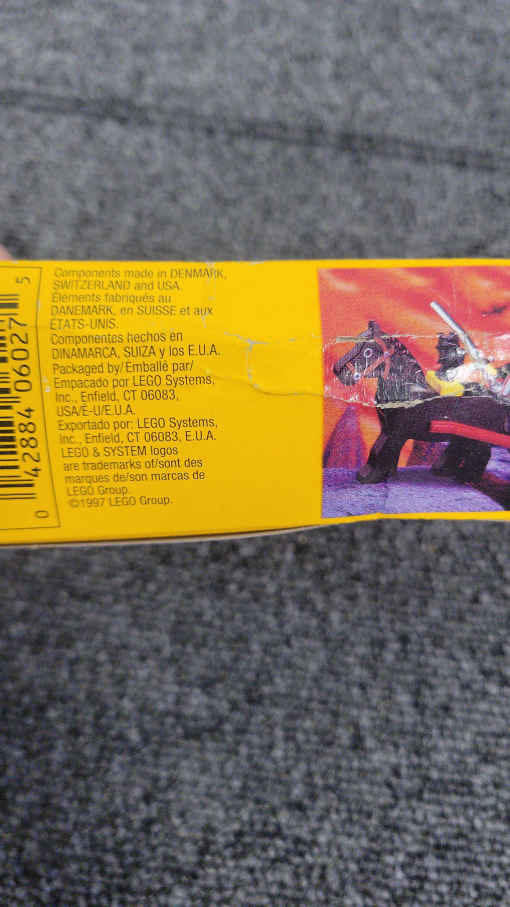 Components made in DENMARK,
SWITZERLAND and USA.
Éléments fabriqués au
DANEMARK, en SUISSE et aux
ÉTATS-UNIS.
Componentes hechos en
DINAMARCA, SUIZA y los E.U.A.
Packaged by/Emballé par/
Empacado por LEGO Systems,
Inc., Enfield, CT 06083,
USA/É-U/E.U.A.
Exportado por: LEGO Systems,
Inc., Enfield, CT 06083, E.U.A.
LEGO & SYSTEM logos
are trademarks of/sont des
marques de/son marcas de
LEGO Group.
©1997 LEGO Group.
0 42884 06027 5